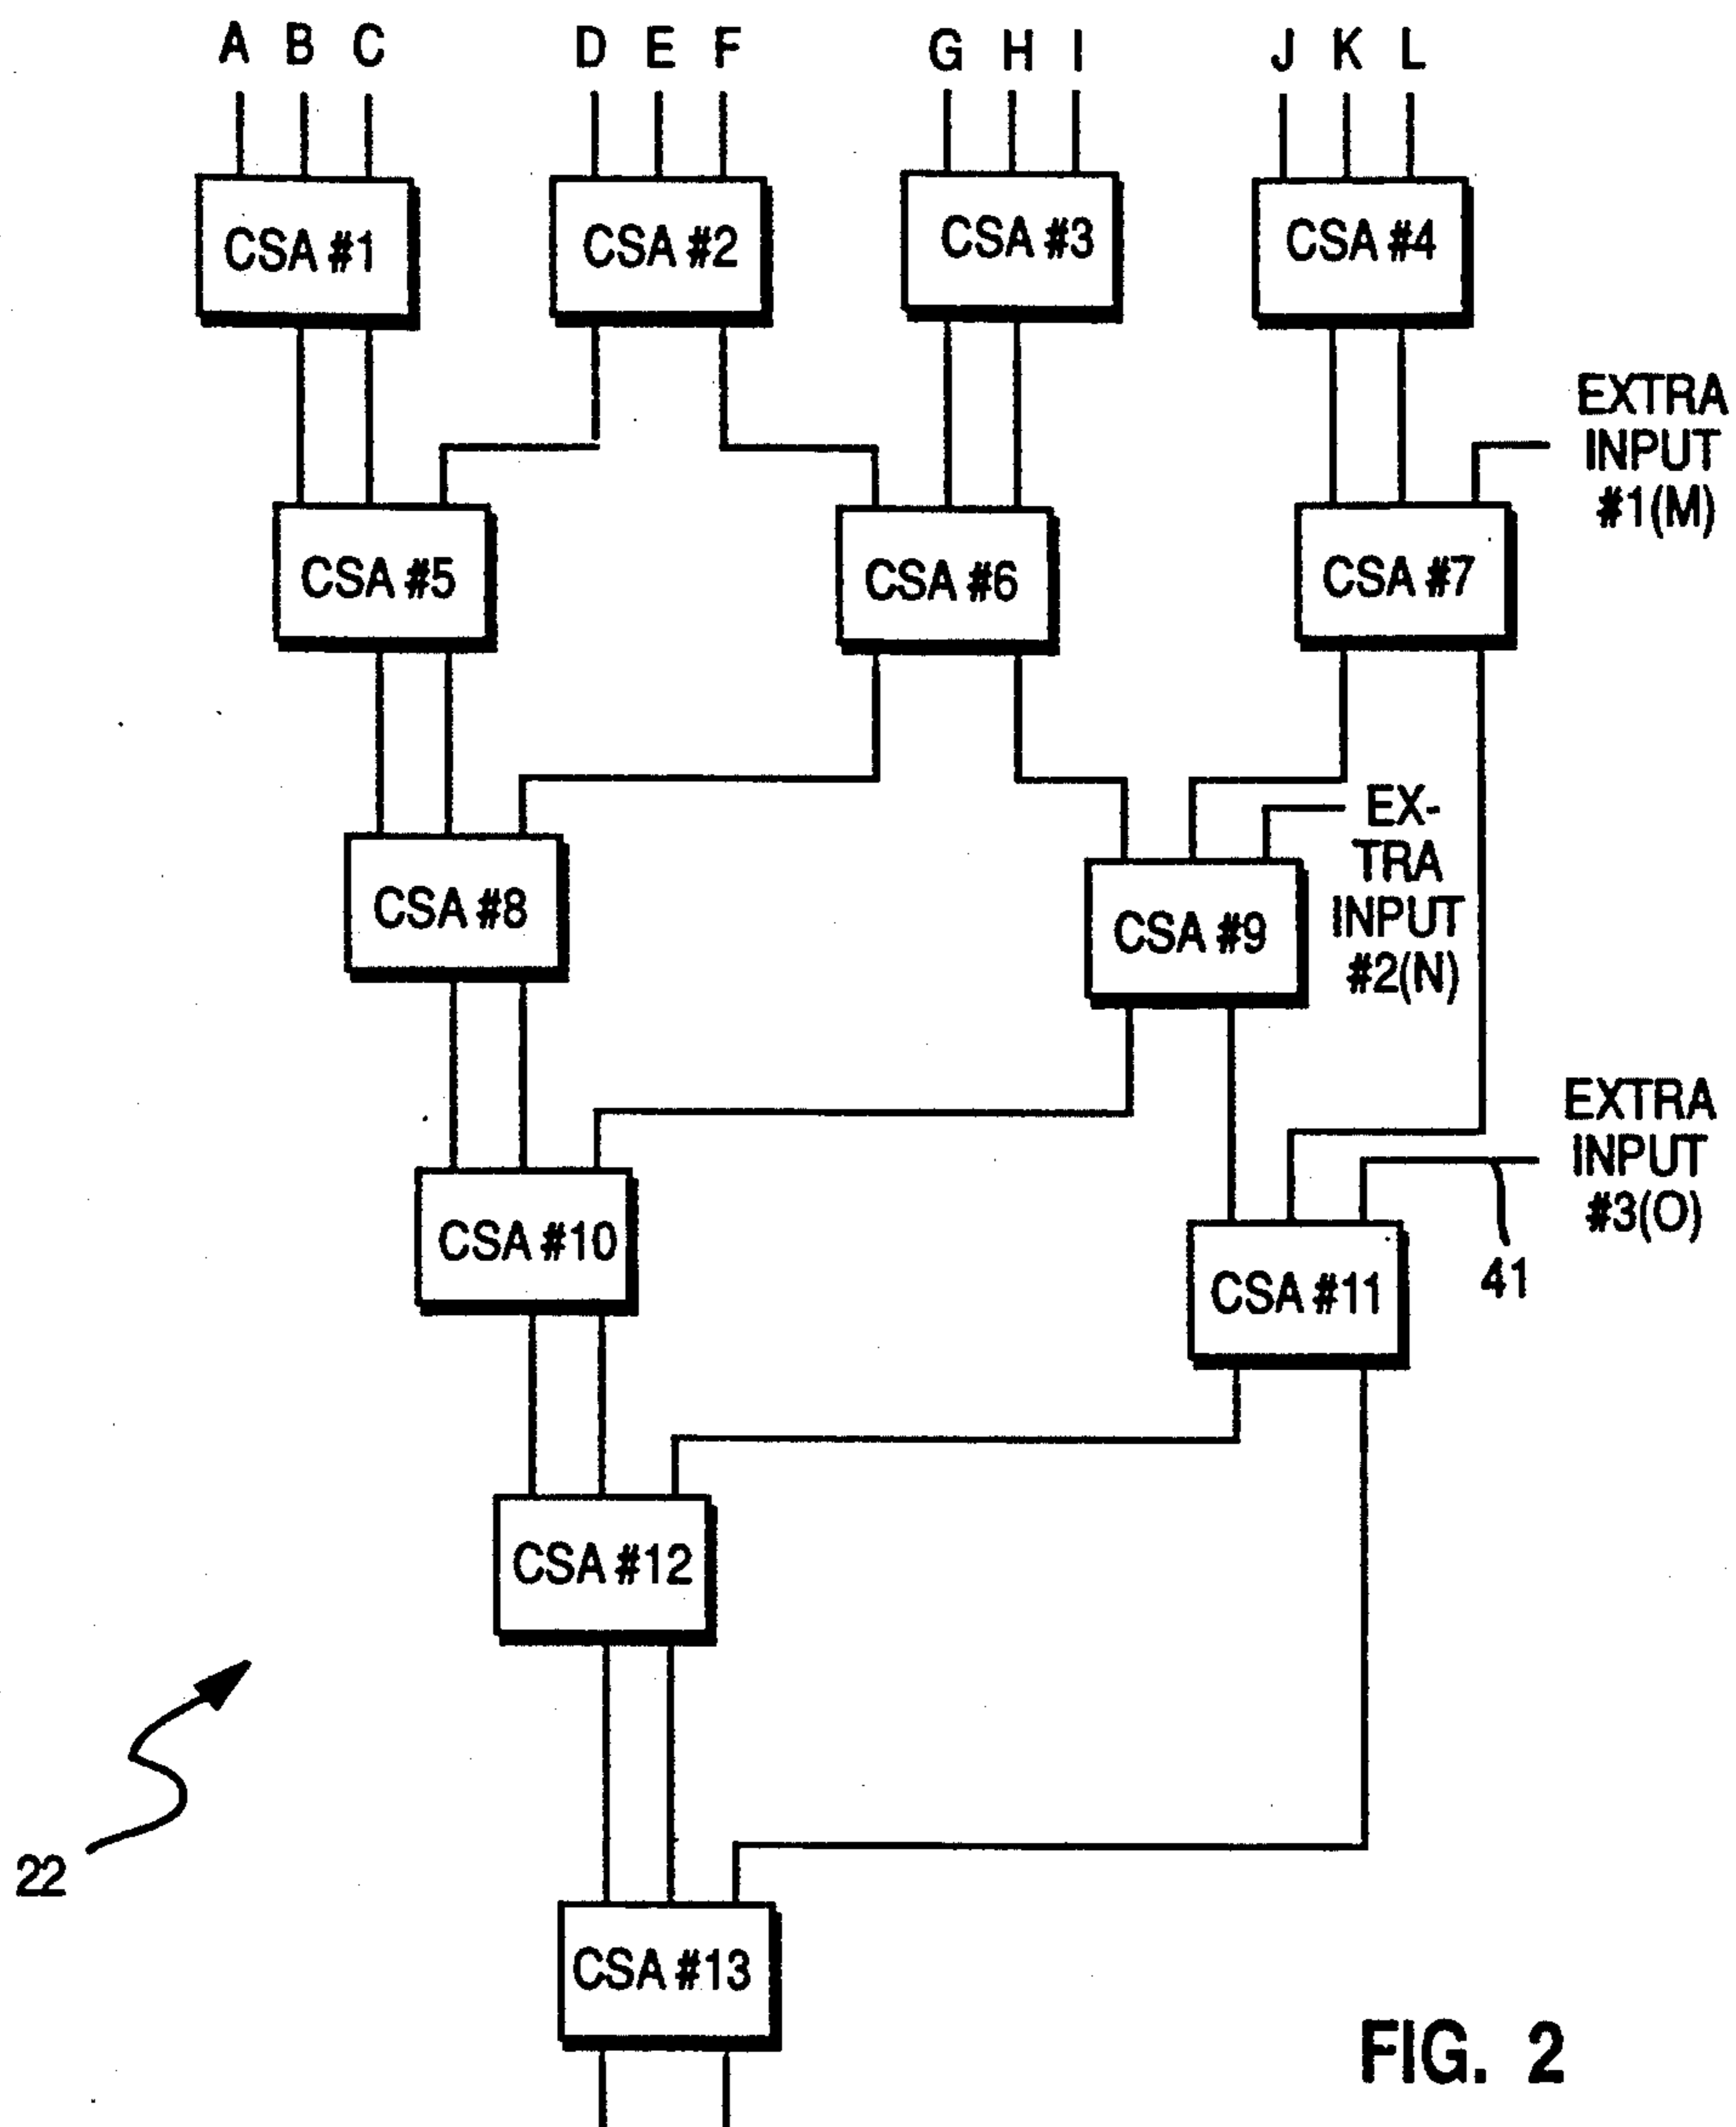 A B C D E F G H I J K L
CSA #1
CSA #2
CSA #3
CSA #4
EXTRA
INPUT
#1(M)
CSA #5
CSA #6
CSA #7
EX-
TRA
INPUT
#2(N)
CSA #8
CSA #9
EXTRA
INPUT
#3(O)
41
CSA #10
CSA #11
CSA #12
22
CSA #13
FIG. 2